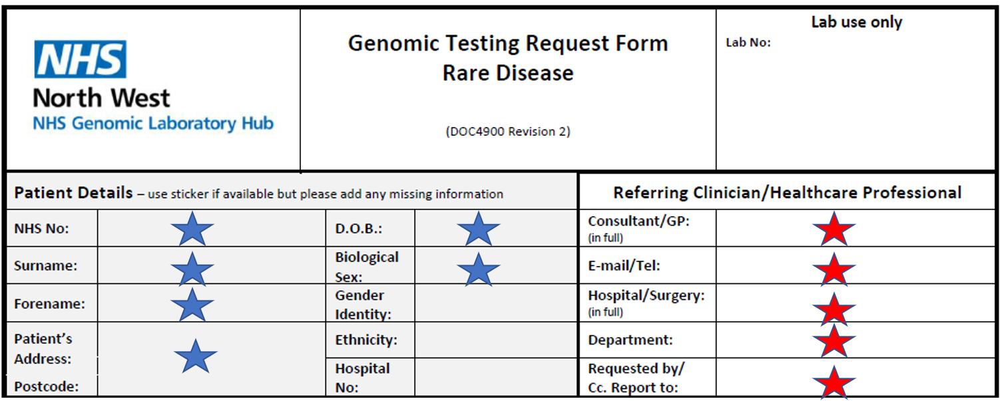 NHS
North West
NHS Genomic Laboratory Hub
Genomic Testing Request Form
Rare Disease
(DOC4900 Revision 2)
Lab use only
Lab No:
Patient Details – use sticker if available but please add any missing information
Referring Clinician/Healthcare Professional
NHS No:
D.O.B.:
Consultant/GP:
(in full)
Surname:
Biological
Sex:
E-mail/Tel:
Forename:
Gender
Identity:
Hospital/Surgery:
(in full)
Patient's
Address:
Ethnicity:
Department:
Postcode:
Hospital
No:
Requested by/
Cc. Report to: